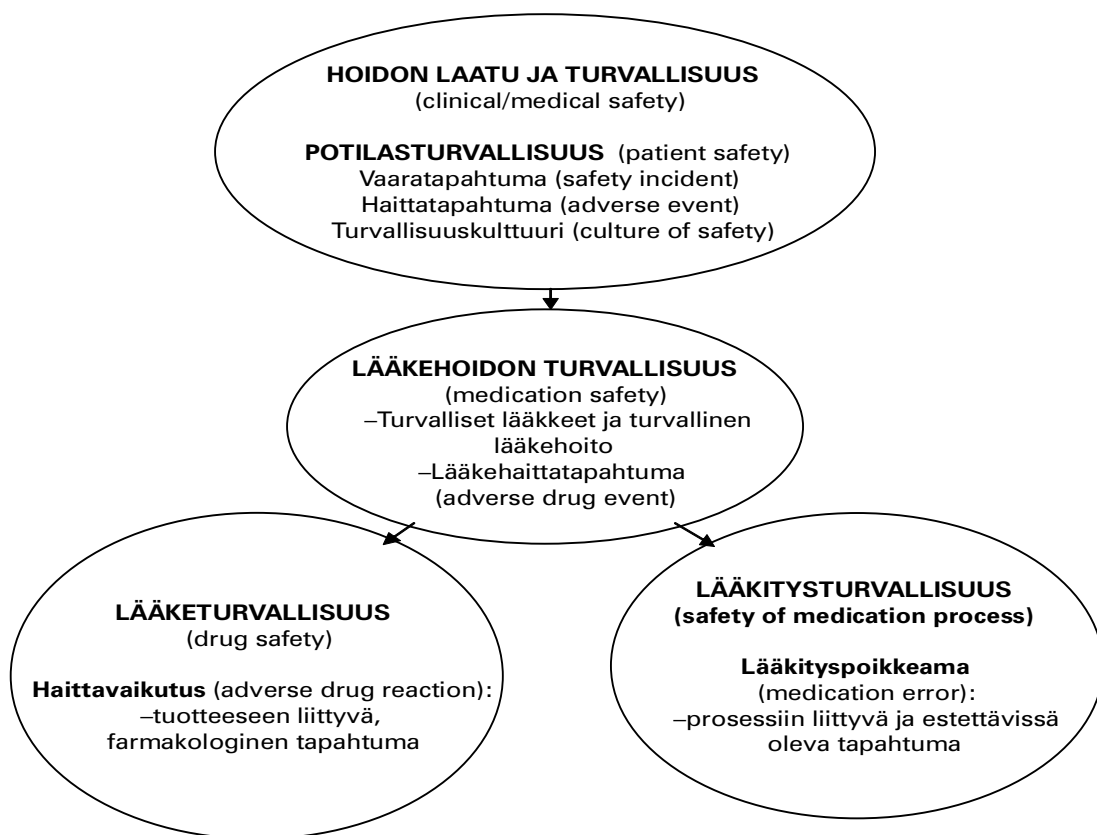 HOIDON LAATU JA TURVALLISUUS
(clinical/medical safety)
POTILASTURVALLISUUS (patient safety)
Vaaratapahtuma (safety incident)
Haittatapahtuma (adverse event)
Turvallisuuskulttuuri (culture of safety)
LÄÄKEHOIDON TURVALLISUUS
(medication safety)
–Turvalliset lääkkeet ja turvallinen
lääkehoito
–Lääkehaittatapahtuma
(adverse drug event)
LÄÄKETURVALLISUUS
(drug safety)
Haittavaikutus (adverse drug reaction):
–tuotteeseen liittyvä,
farmakologinen tapahtuma
LÄÄKITYSTURVALLISUUS
(safety of medication process)
Lääkityspoikkeama
(medication error):
–prosessiin liittyvä ja estettävissä
oleva tapahtuma